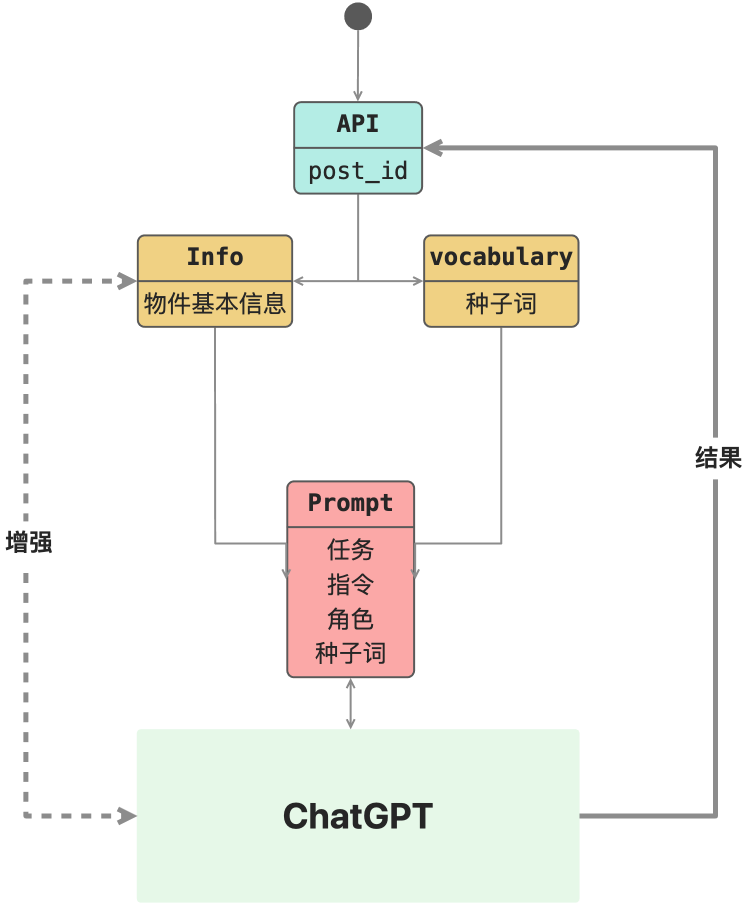 API
post_id
Info
物件基本信息
vocabulary
种子词
结果
Prompt
任务
指令
角色
种子词
增强
ChatGPT